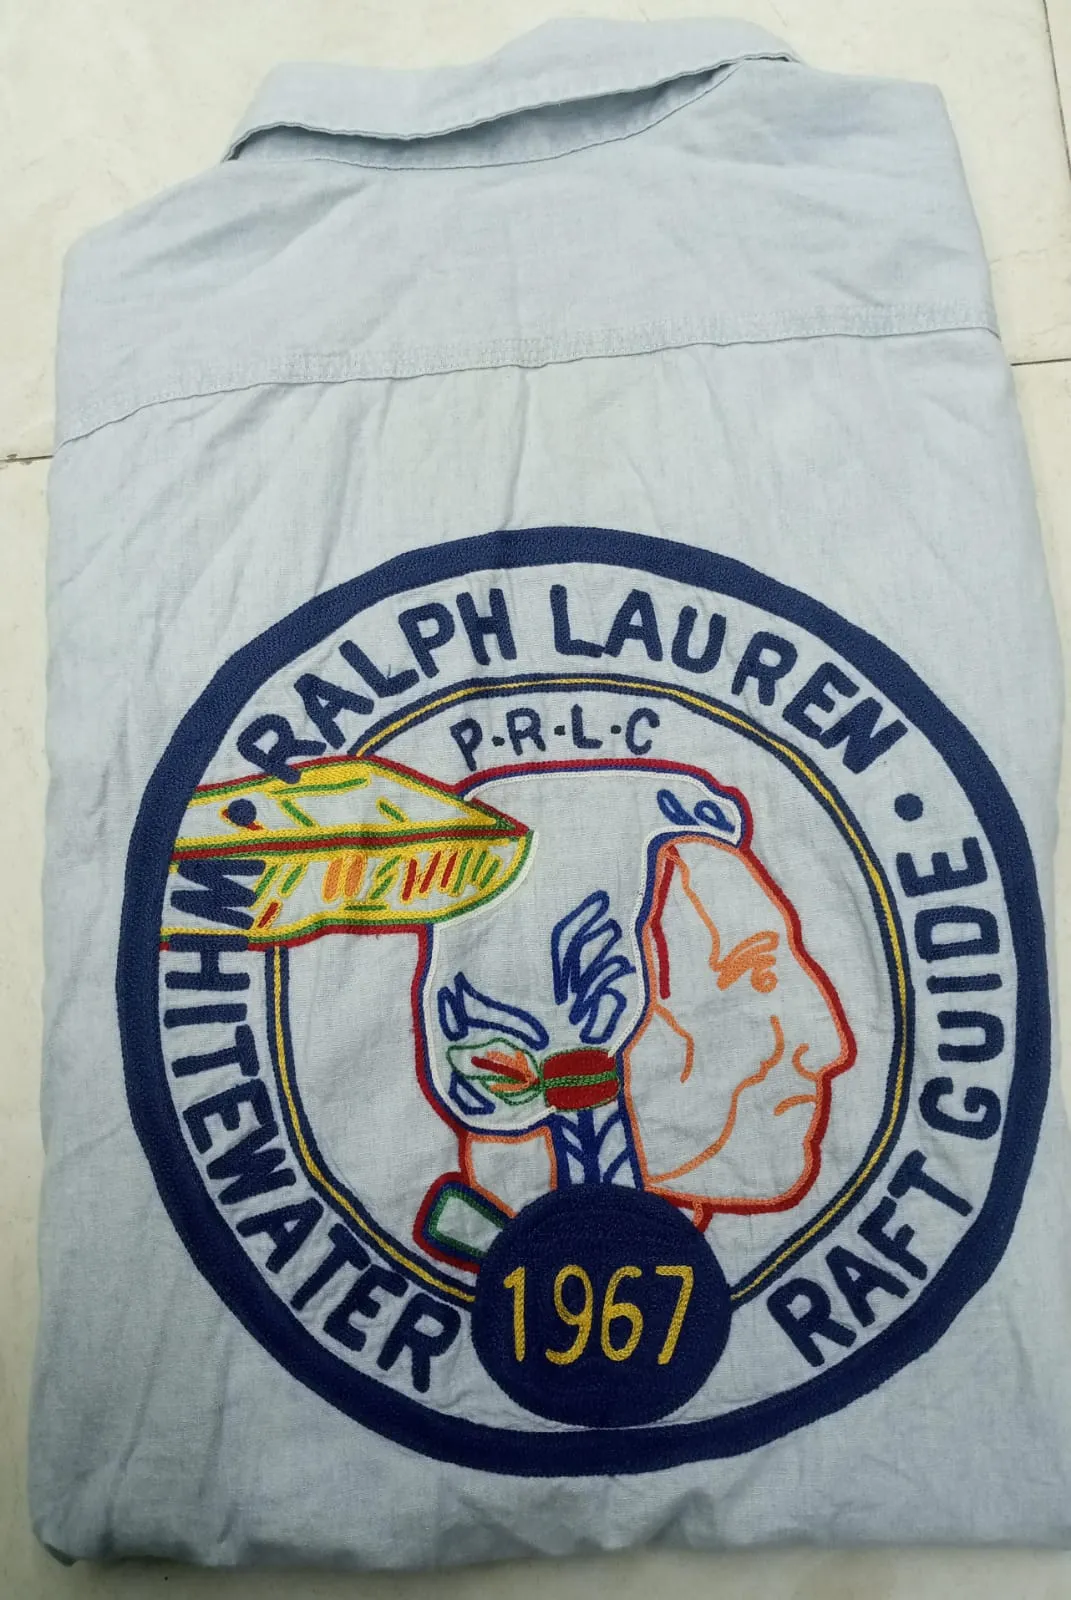 RALPH LAUREN
P·R·L·C
WHITEWATER
RAFT GUIDE
1967